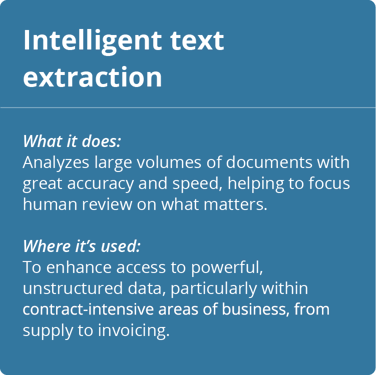 Intelligent text
extraction
What it does:
Analyzes large volumes of documents with
great accuracy and speed, helping to focus
human review on what matters.
Where it’s used:
To enhance access to powerful,
unstructured data, particularly within
contract-intensive areas of business, from
supply to invoicing.